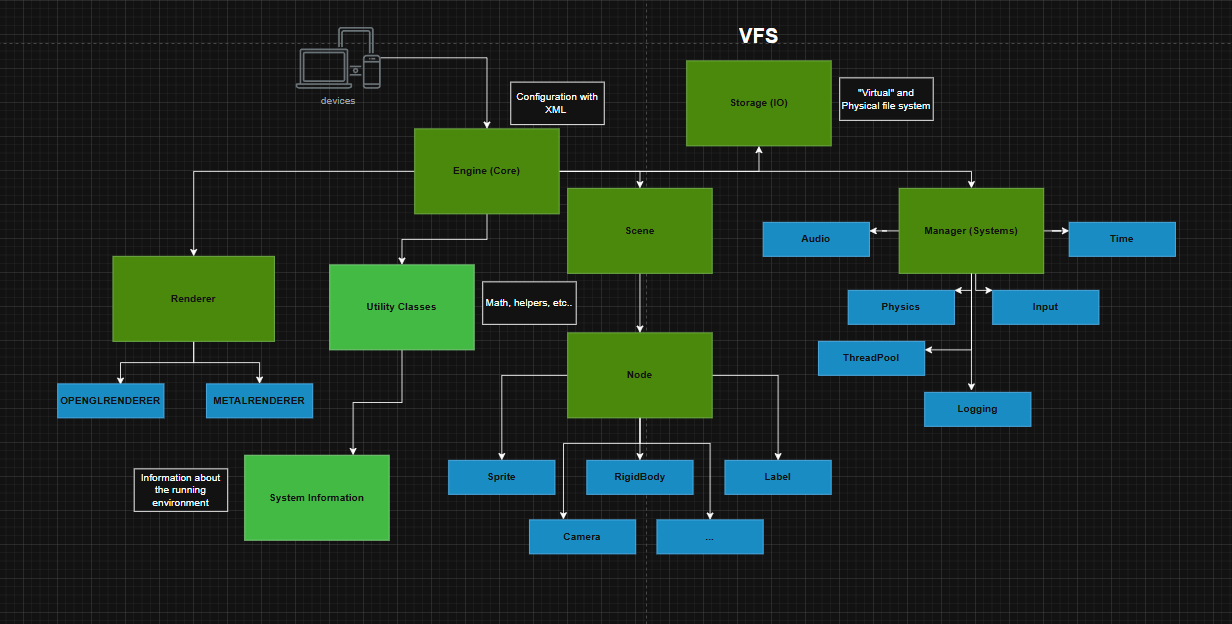 VFS
devices
Configuration with
XML
Storage (IO)
"Virtual" and
Physical file system
Engine (Core)
Scene
Manager (Systems)
Audio
Time
Renderer
Utility Classes
Math, helpers, etc..
Physics
Input
ThreadPool
Node
OPENGLRENDERER
METALRENDERER
Logging
Information about
the running
environment
System Information
Sprite
RigidBody
Label
Camera
...